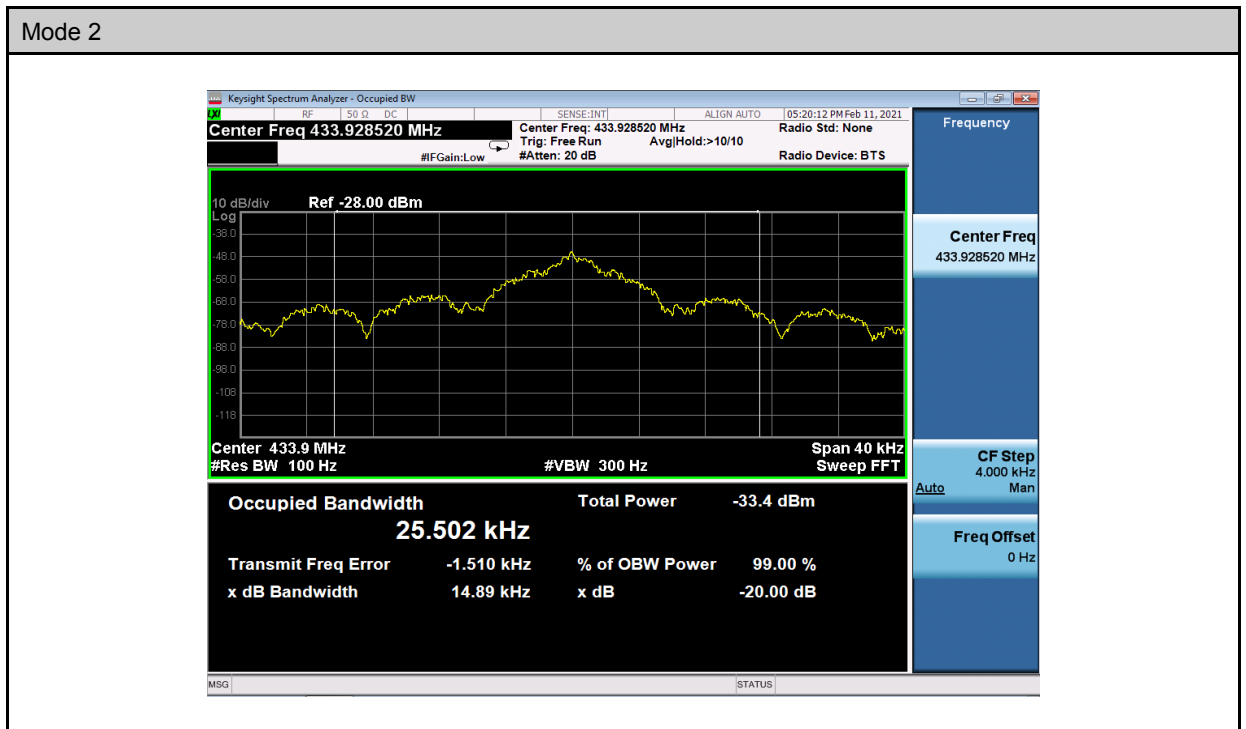 Mode 2
Keysight Spectrum Analyzer - Occupied BW
LXI RF 50 Ω DC SENSE:INT ALIGN AUTO 05:20:12 PM Feb 11, 2021
Center Freq 433.928520 MHz
Center Freq: 433.928520 MHz
Radio Std: None
Trig: Free Run Avg|Hold:>10/10
#IFGain:Low
#Atten: 20 dB
Radio Device: BTS
10 dB/div Ref -28.00 dBm
Log
-38.0
-48.0
-58.0
-68.0
-78.0
-88.0
-98.0
-108
-118
Center 433.9 MHz Span 40 kHz
#Res BW 100 Hz #VBW 300 Hz Sweep FFT
Occupied Bandwidth Total Power -33.4 dBm
25.502 kHz
Transmit Freq Error -1.510 kHz % of OBW Power 99.00 %
x dB Bandwidth 14.89 kHz x dB -20.00 dB
MSG STATUS
Frequency
Center Freq
433.928520 MHz
CF Step
4.000 kHz
Auto Man
Freq Offset
0 Hz